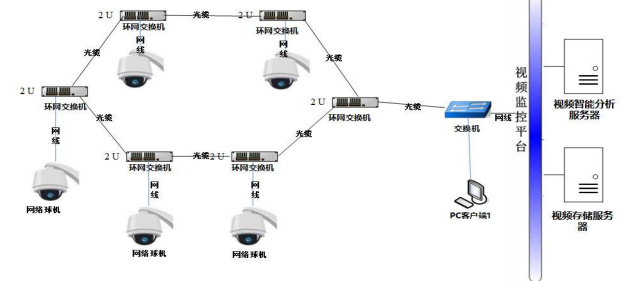 2 U
光缆
2 U
环网交换机
环网交换机
网线
网线
光缆
光缆
视频监控平台
2 U
环网交换机
2 U
环网交换机
光缆
交换机
网线
视频智能分析
服务器
网线
光缆
光缆
2 U
光缆
2 U
环网交换机
环网交换机
网线
网线
网络球机
PC客户端1
视频存储服务
器
网络球机
网络球机